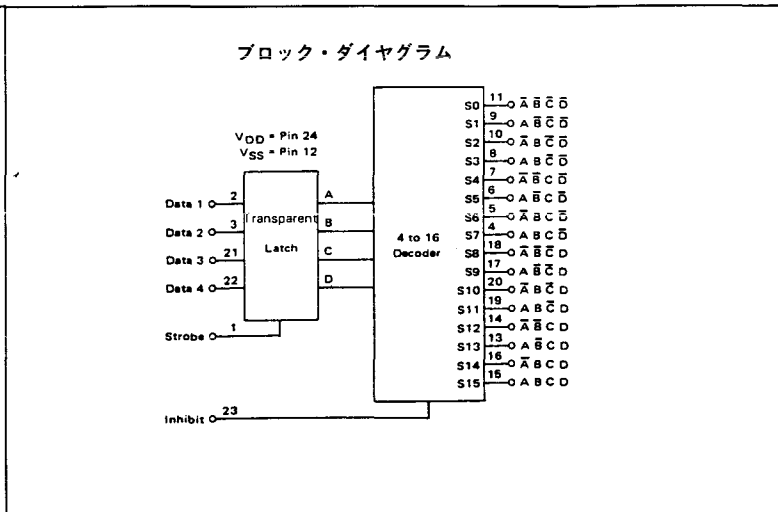 ブロック・ダイヤグラム
VDD = Pin 24
VSS = Pin 12
Data 1 2
Data 2 3
Data 3 21
Data 4 22
Strobe 1
Inhibit 23
Transparent
Latch
A
B
C
D
4 to 16
Decoder
S0 11 A̅ B̅ C̅ D̅
S1 9 A B̅ C̅ D̅
S2 10 A̅ B C̅ D̅
S3 8 A B C̅ D̅
S4 7 A̅ B̅ C D̅
S5 6 A B̅ C D̅
S6 5 A̅ B C D̅
S7 4 A B C D̅
S8 18 A̅ B̅ C̅ D
S9 17 A B̅ C̅ D
S10 20 A̅ B C̅ D
S11 19 A B C̅ D
S12 14 A̅ B̅ C D
S13 13 A B̅ C D
S14 16 A̅ B C D
S15 15 A B C D